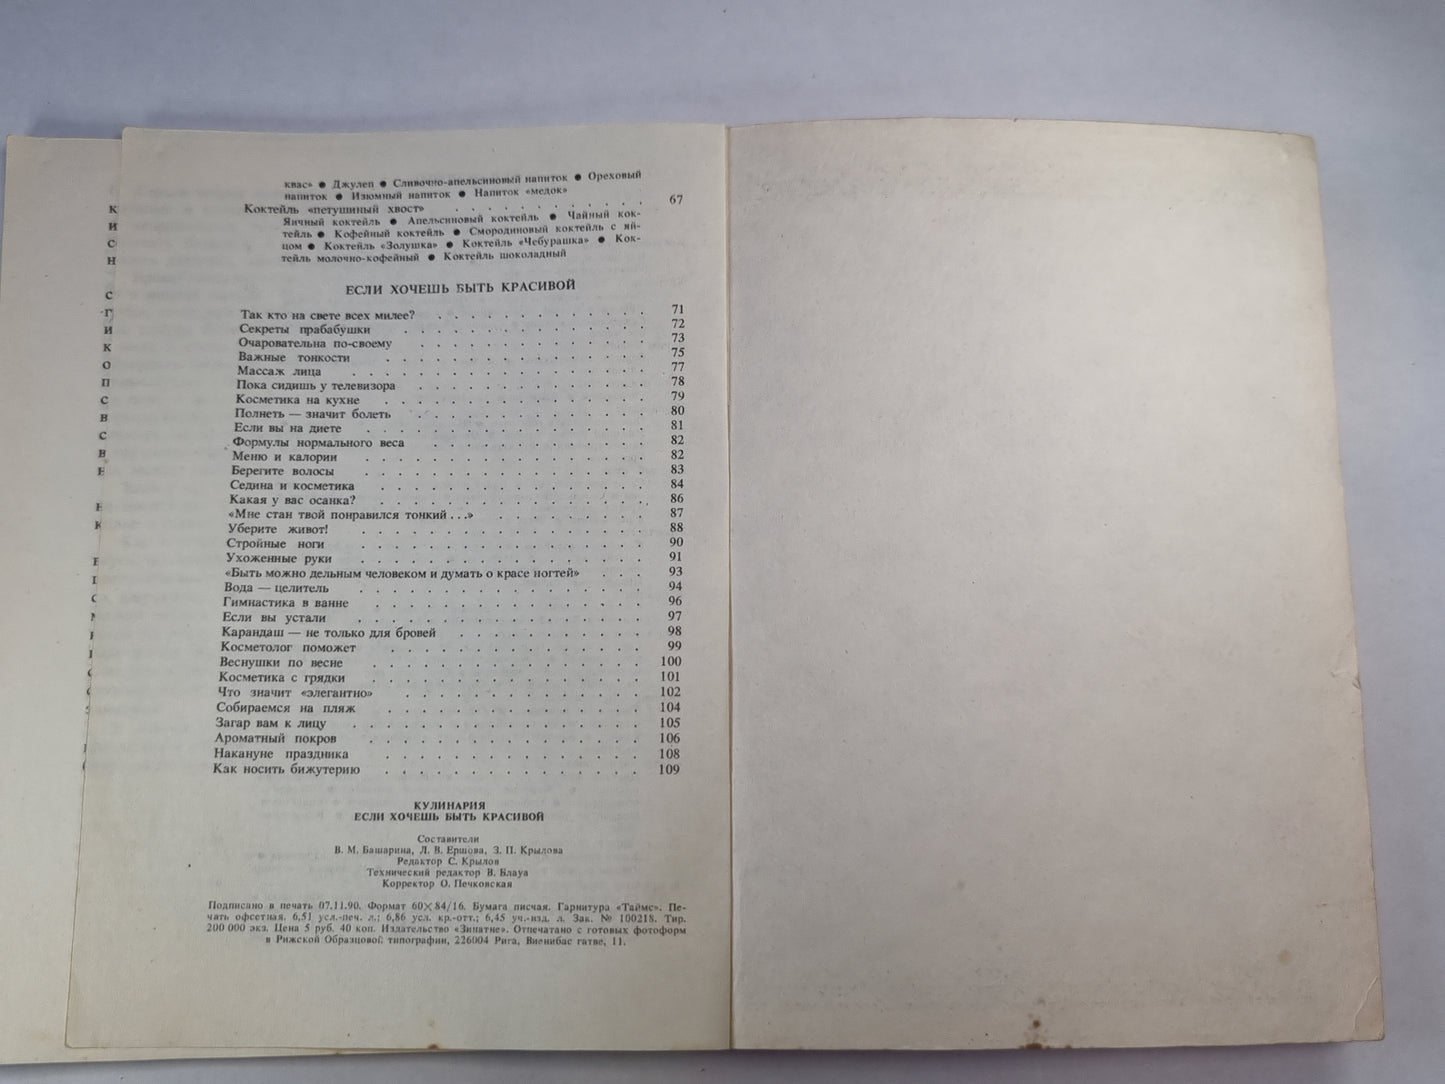 квас» ● Джулеп ● Сливочно-апельсиновый напиток ● Ореховый
напиток ● Изюмный напиток ● Напиток «медок»
Коктейль «петушиный хвост» . . . . . . . . . . . 67
Яичный коктейль ● Апельсиновый коктейль ● Чайный кок-
тейль ● Кофейный коктейль ● Смородиновый коктейль с яй-
цом ● Коктейль «Золушка» ● Коктейль «Чебурашка» ● Кок-
тейль молочно-кофейный ● Коктейль шоколадный
ЕСЛИ ХОЧЕШЬ БЫТЬ КРАСИВОЙ
Так кто на свете всех милее? . . . . . . . . . . . . 71
Секреты прабабушки . . . . . . . . . . . . . . 72
Очаровательна по-своему . . . . . . . . . . . . . 73
Важные тонкости . . . . . . . . . . . . . . . 75
Массаж лица . . . . . . . . . . . . . . . . 77
Пока сидишь у телевизора . . . . . . . . . . . . . 78
Косметика на кухне . . . . . . . . . . . . . . . 79
Полнеть — значит болеть . . . . . . . . . . . . . 80
Если вы на диете . . . . . . . . . . . . . . . . 81
Формулы нормального веса . . . . . . . . . . . . 82
Меню и калории . . . . . . . . . . . . . . . . 82
Берегите волосы . . . . . . . . . . . . . . . . 83
Седина и косметика . . . . . . . . . . . . . . . 84
Какая у вас осанка? . . . . . . . . . . . . . . . 86
«Мне стан твой понравился тонкий...» . . . . . . . . . 87
Уберите живот! . . . . . . . . . . . . . . . . 88
Стройные ноги . . . . . . . . . . . . . . . . 90
Ухоженные руки . . . . . . . . . . . . . . . . 91
«Быть можно дельным человеком и думать о красе ногтей» . . . 93
Вода — целитель . . . . . . . . . . . . . . . . 94
Гимнастика в ванне . . . . . . . . . . . . . . . 96
Если вы устали . . . . . . . . . . . . . . . . 97
Карандаш — не только для бровей . . . . . . . . . . . 98
Косметолог поможет . . . . . . . . . . . . . . . 99
Веснушки по весне . . . . . . . . . . . . . . . 100
Косметика с грядки . . . . . . . . . . . . . . . 101
Что значит «элегантно» . . . . . . . . . . . . . . 102
Собираемся на пляж . . . . . . . . . . . . . . . 104
Загар вам к лицу . . . . . . . . . . . . . . . . 105
Ароматный покров . . . . . . . . . . . . . . . . 106
Накануне праздника . . . . . . . . . . . . . . . 108
Как носить бижутерию . . . . . . . . . . . . . . 109
КУЛИНАРИЯ
ЕСЛИ ХОЧЕШЬ БЫТЬ КРАСИВОЙ
Составители
В. М. Башарина, Л. В. Ершова, З. П. Крылова
Редактор С. Крылов
Технический редактор В. Блауа
Корректор О. Печковская
Подписано в печать 07.11.90. Формат 60×84/16. Бумага писчая. Гарнитура «Таймс». Пе-
чать офсетная. 6,51 усл.-печ. л.; 6,86 усл. кр.-отт.; 6,45 уч.-изд. л. Зак. № 100218. Тир.
200 000 экз. Цена 5 руб. 40 коп. Издательство «Зинатне». Отпечатано с готовых фотоформ
в Рижской Образцовой типографии, 226004 Рига, Виенибас гатве, 11.